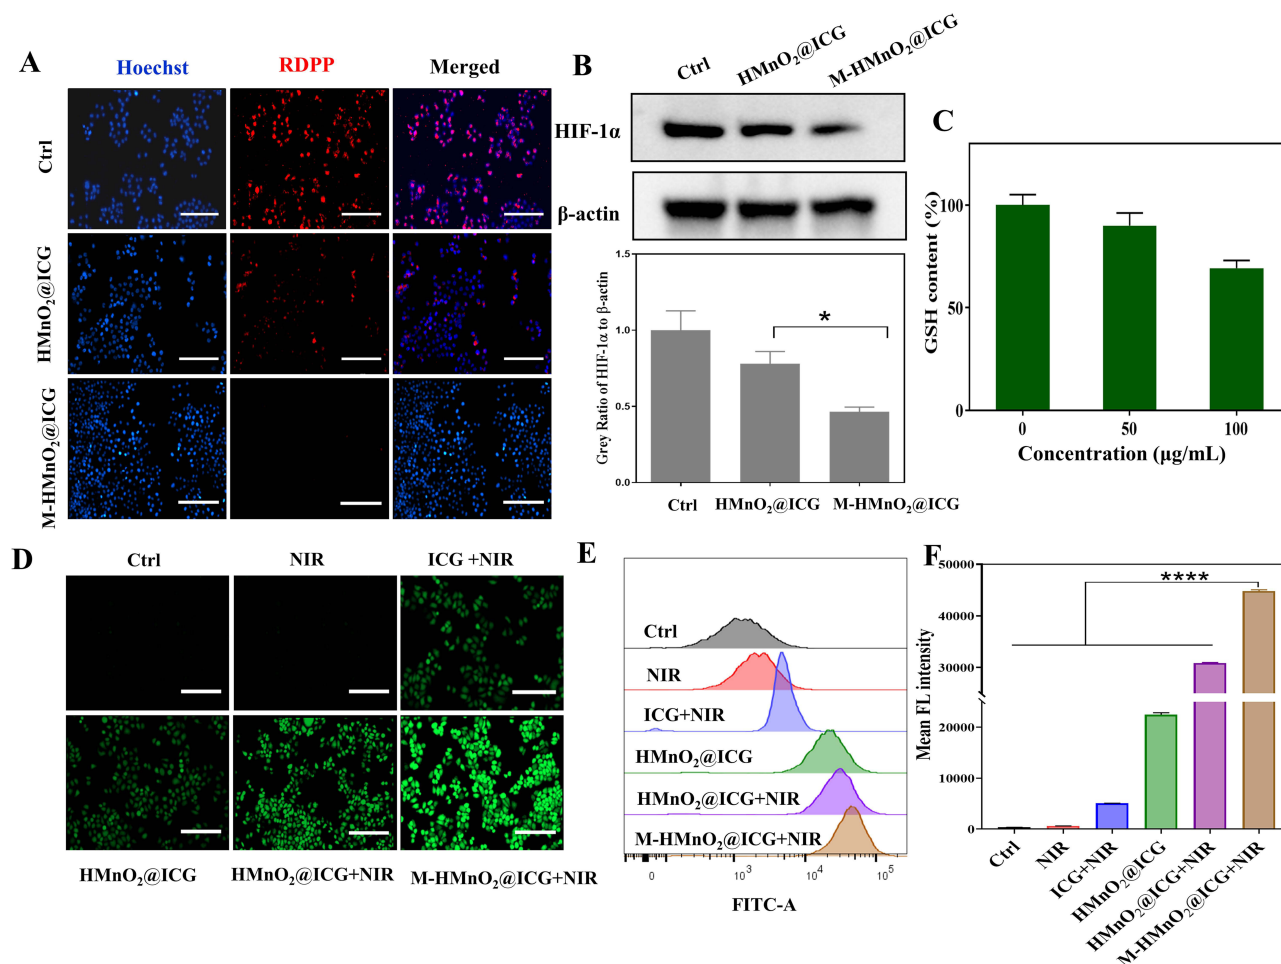 A
Hoechst
RDPP
Merged
Ctrl
HMnO₂@ICG
M-HMnO₂@ICG
B
Ctrl
HMnO₂@ICG
M-HMnO₂@ICG
HIF-1α
β-actin
Grey Ratio of HIF-1α to β-actin
1.5
1.0
0.5
0.0
*
Ctrl
HMnO₂@ICG
M-HMnO₂@ICG
C
GSH content (%)
100
50
0
0
50
100
Concentration (μg/mL)
D
Ctrl
NIR
ICG +NIR
HMnO₂@ICG
HMnO₂@ICG+NIR
M-HMnO₂@ICG+NIR
E
Ctrl
NIR
ICG+NIR
HMnO₂@ICG
HMnO₂@ICG+NIR
M-HMnO₂@ICG+NIR
0
10³
10⁴
10⁵
FITC-A
F
Mean FL intensity
50000
40000
30000
20000
10000
0
****
Ctrl
NIR
ICG+NIR
HMnO₂@ICG
HMnO₂@ICG+NIR
M-HMnO₂@ICG+NIR